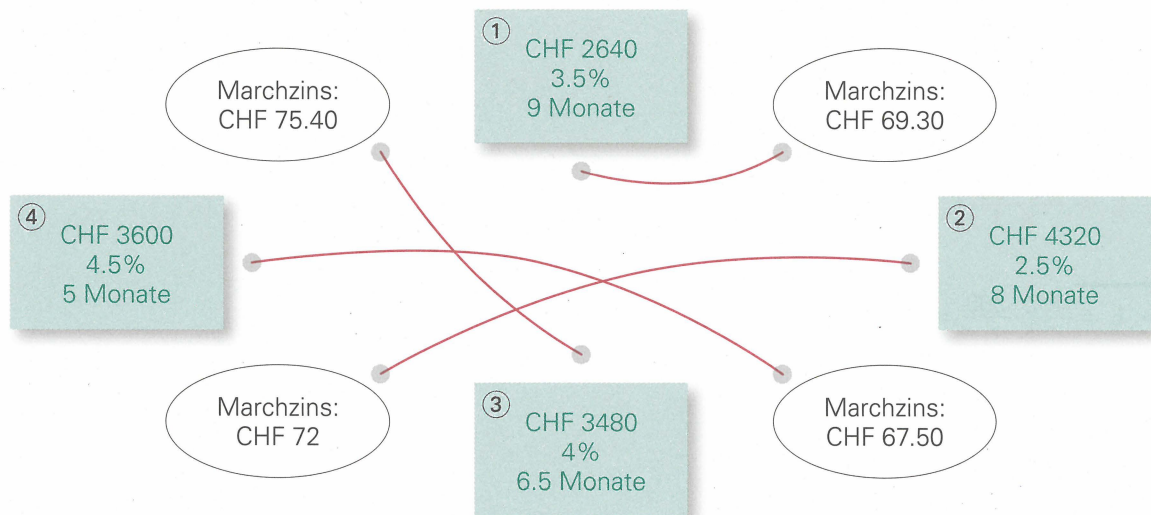 ①
CHF 2640
3.5%
9 Monate
Marchzins:
CHF 75.40
Marchzins:
CHF 69.30
④
CHF 3600
4.5%
5 Monate
②
CHF 4320
2.5%
8 Monate
Marchzins:
CHF 72
③
CHF 3480
4%
6.5 Monate
Marchzins:
CHF 67.50